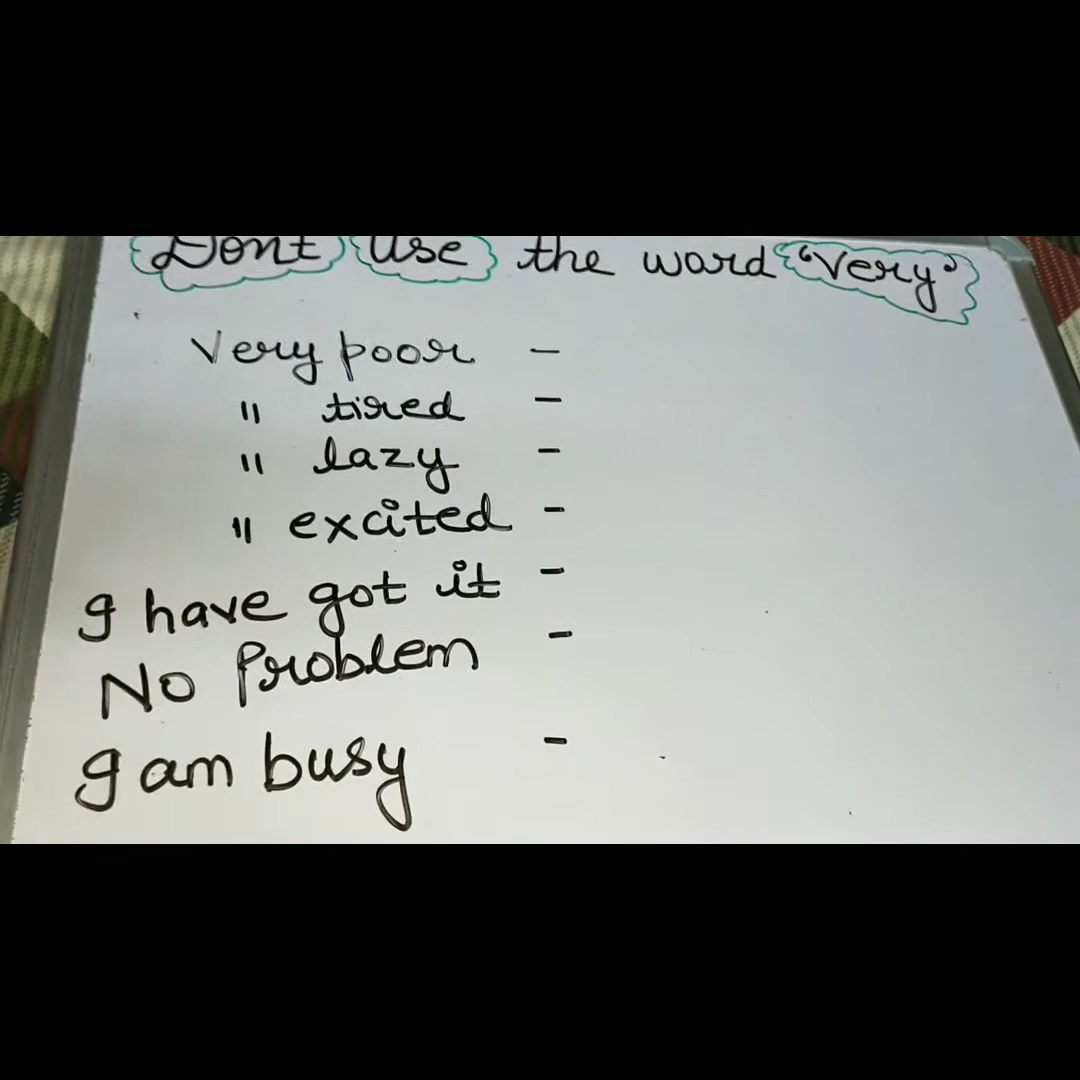 Dont Use the word "Very"
Very poor -
" tired -
" lazy -
" excited -
I have got it -
No Problem -
I am busy -